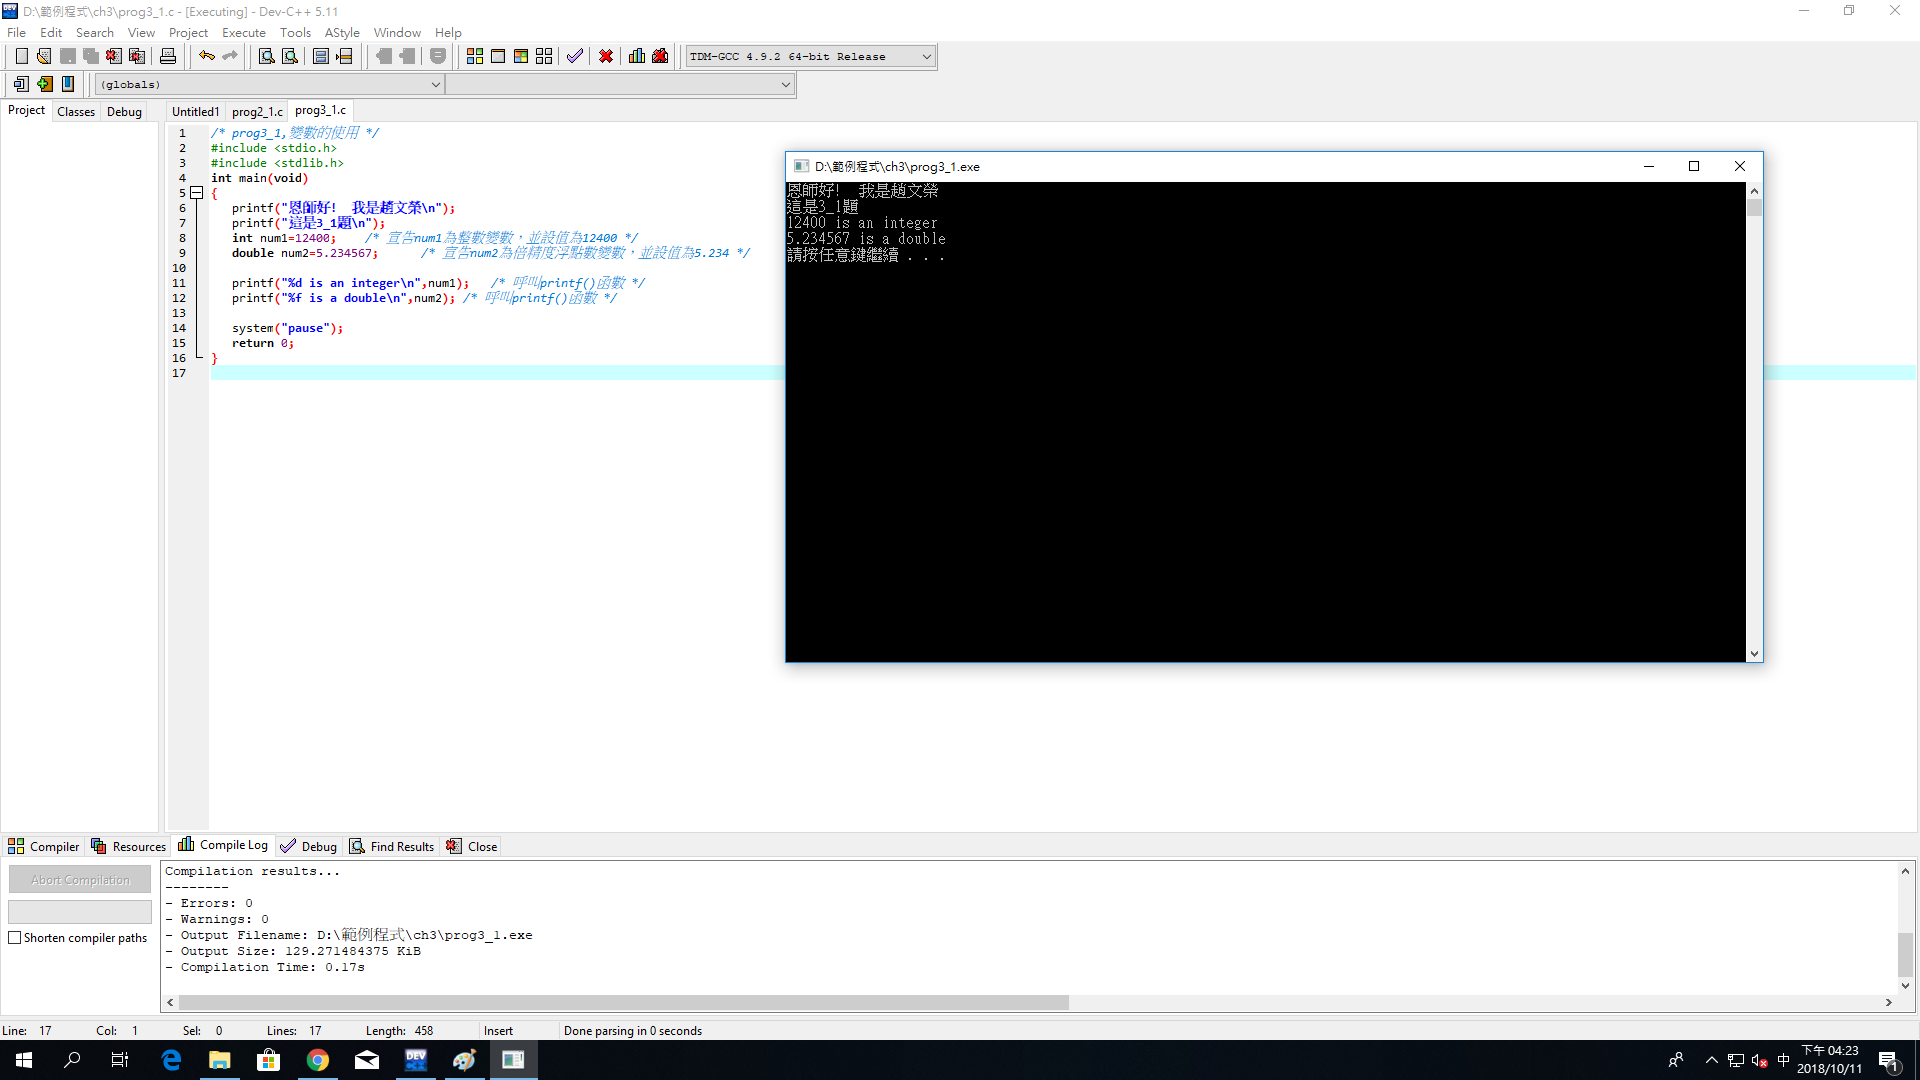 D:\範例程式\ch3\prog3_1.c - [Executing] - Dev-C++ 5.11
File Edit Search View Project Execute Tools AStyle Window Help
TDM-GCC 4.9.2 64-bit Release
(globals)
Project Classes Debug
Untitled1 prog2_1.c prog3_1.c
1 /* prog3_1,變數的使用 */
2 #include <stdio.h>
3 #include <stdlib.h>
4 int main(void)
5 {
6 printf("恩師好!  我是趙文榮\n");
7 printf("這是3_1題\n");
8 int num1=12400;    /* 宣告num1為整數變數，並設值為12400 */
9 double num2=5.234567;      /* 宣告num2為倍精度浮點數變數，並設值為5.234 */
10
11 printf("%d is an integer\n",num1);   /* 呼叫printf()函數 */
12 printf("%f is a double\n",num2); /* 呼叫printf()函數 */
13
14 system("pause");
15 return 0;
16 }
17
D:\範例程式\ch3\prog3_1.exe
恩師好!  我是趙文榮
這是3_1題
12400 is an integer
5.234567 is a double
請按任意鍵繼續 . . .
Compiler Resources Compile Log Debug Find Results Close
Abort Compilation
Shorten compiler paths
Compilation results...
--------
- Errors: 0
- Warnings: 0
- Output Filename: D:\範例程式\ch3\prog3_1.exe
- Output Size: 129.271484375 KiB
- Compilation Time: 0.17s
Line: 17 Col: 1 Sel: 0 Lines: 17 Length: 458 Insert Done parsing in 0 seconds
DEV
中
下午 04:23
2018/10/11
1